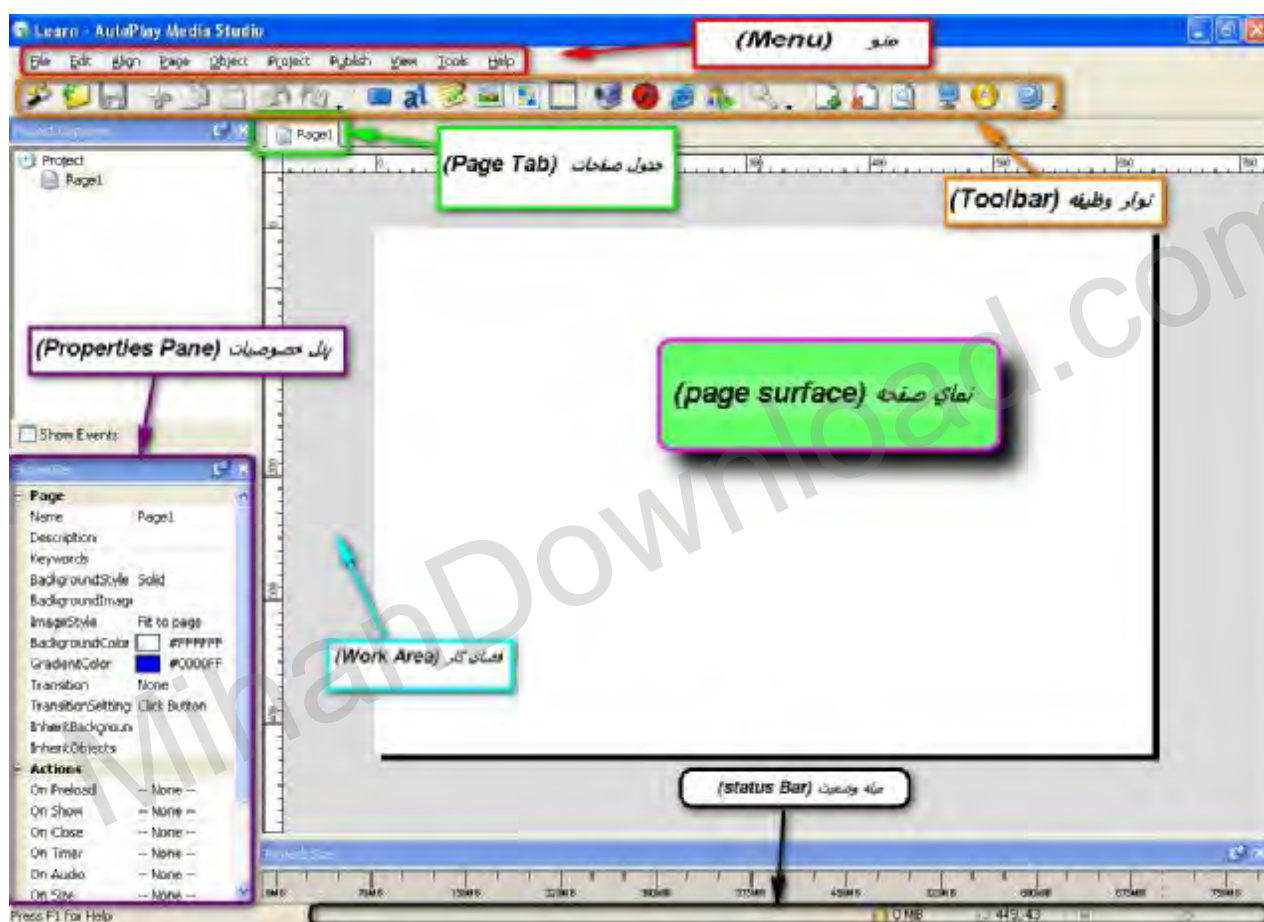 Learn - AutoPlay Media Studio
منو (Menu)
File Edit Align Page Object Project Publish View Tools Help
Page1
جدول صفحات (Page Tab)
نوار وظیفه (Toolbar)
Project
Page1
پنل خصوصیات (Properties Pane)
نمای صفحه (page surface)
Show Events
Page
Name Page1
Description
Keywords
BackgroundStyle Solid
BackgroundImage
ImageStyle Fit to page
BackgroundColor #FFFFFF
GradientColor #0000FF
Transition None
TransitionSetting Click Button
InheritBackgroun
InheritObjects
Actions
On Preload -- None --
On Show -- None --
On Close -- None --
On Timer -- None --
On Audio -- None --
On Size -- None --
فضای کار (Work Area)
میله وضعیت (status Bar)
Project Size
Press F1 For Help
0 MB
449, 43
MihanDownload.com